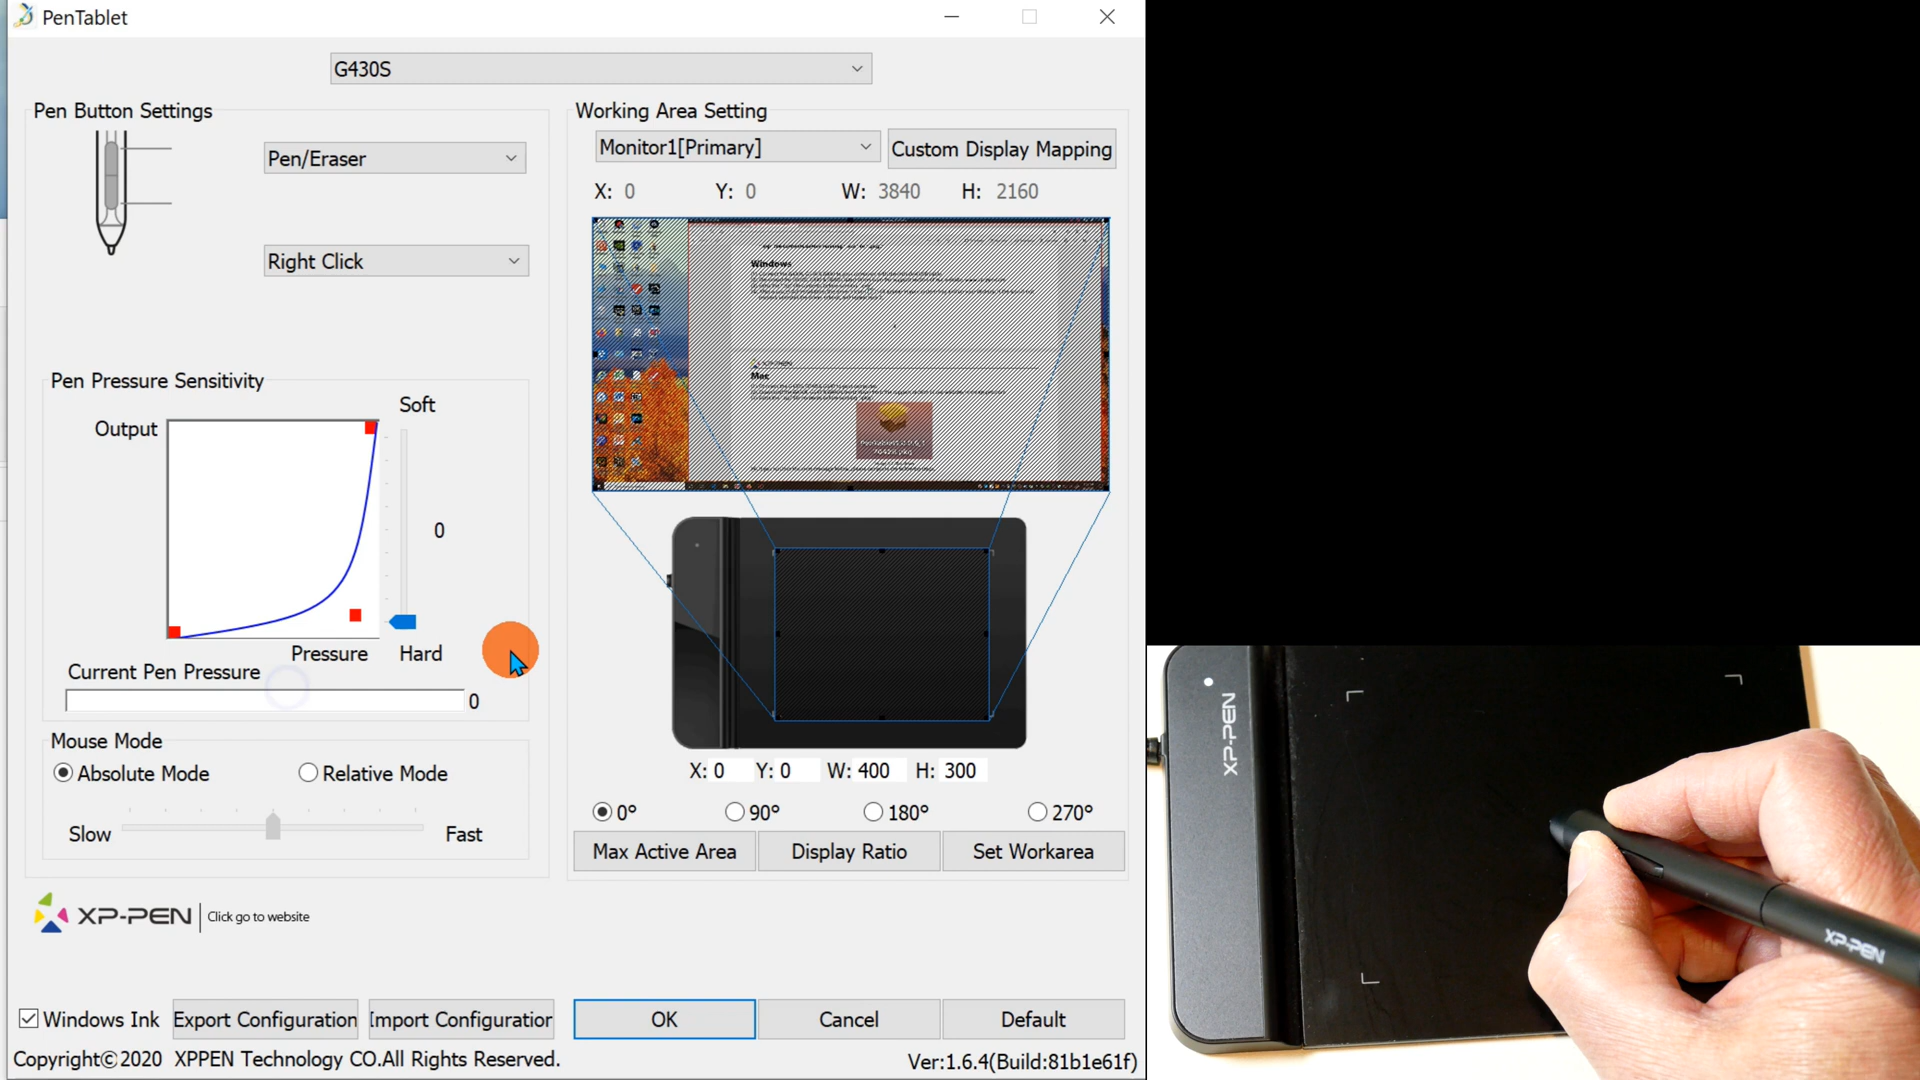 PenTablet
G430S
Pen Button Settings
Pen/Eraser
Right Click
Pen Pressure Sensitivity
Soft
Output
0
Pressure
Hard
Current Pen Pressure
0
Mouse Mode
Absolute Mode
Relative Mode
Slow
Fast
XP-PEN
Click go to website
Windows Ink
Export Configuration
Import Configuration
Copyright©2020 XPPEN Technology CO.All Rights Reserved.
Working Area Setting
Monitor1[Primary]
Custom Display Mapping
X: 0 Y: 0 W: 3840 H: 2160
Windows
Mac
X: 0 Y: 0 W: 400 H: 300
0° 90° 180° 270°
Max Active Area
Display Ratio
Set Workarea
OK
Cancel
Default
Ver:1.6.4(Build:81b1e61f)
XP-PEN
XP-PEN